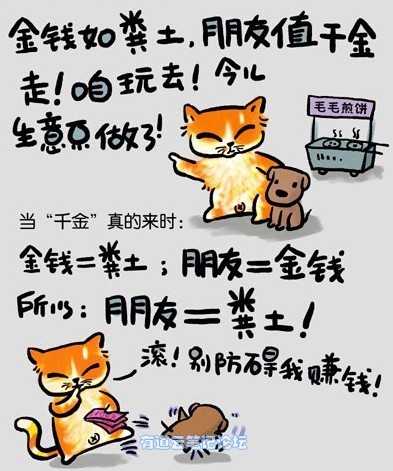 金钱如粪土，朋友值千金
走！咱玩去！今儿
生意不做了！
毛毛煎饼
当“千金”真的来时：
金钱＝粪土；朋友＝金钱
所以：朋友＝粪土！
滚！别防碍我赚钱！
有道云笔记论坛